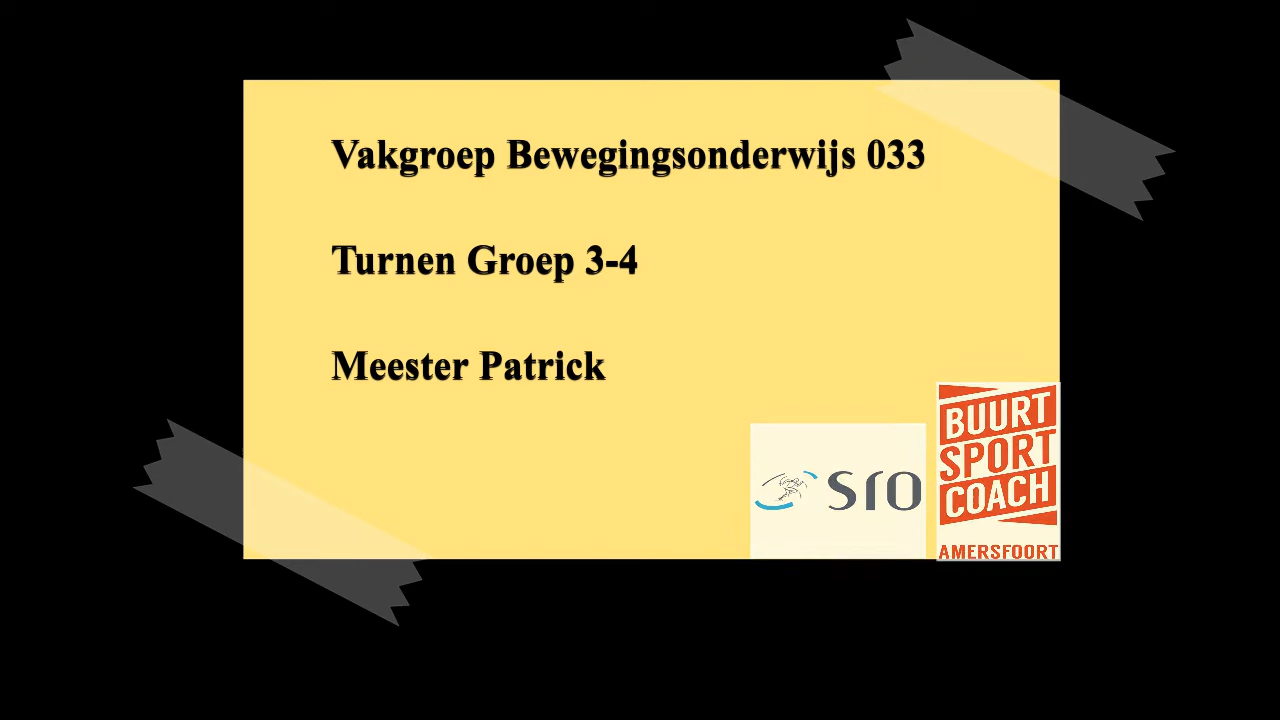 Vakgroep Bewegingsonderwijs 033
Turnen Groep 3-4
Meester Patrick
sro
BUURT
SPORT
COACH
AMERSFOORT